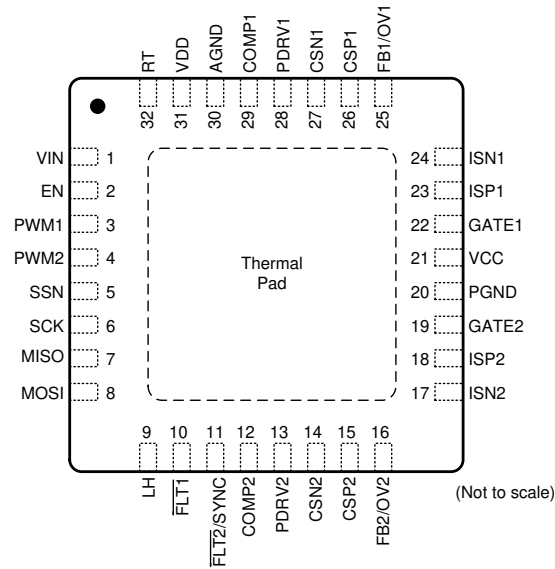 RT
VDD
AGND
COMP1
PDRV1
CSN1
CSP1
FB1/OV1
32 31 30 29 28 27 26 25
VIN 1
EN 2
PWM1 3
PWM2 4
SSN 5
SCK 6
MISO 7
MOSI 8
Thermal
Pad
24 ISN1
23 ISP1
22 GATE1
21 VCC
20 PGND
19 GATE2
18 ISP2
17 ISN2
9 10 11 12 13 14 15 16
LH
FLT1
FLT2/SYNC
COMP2
PDRV2
CSN2
CSP2
FB2/OV2
(Not to scale)